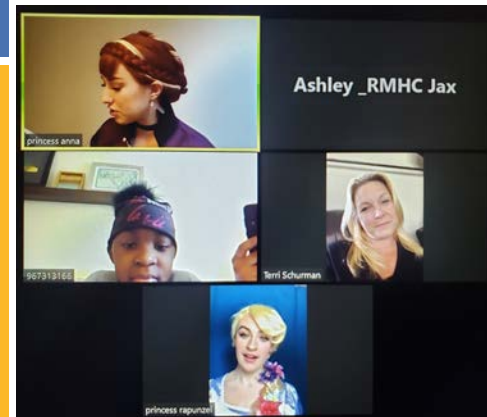 Ashley _RMHC Jax
princess anna
967313166
Terri Schurman
princess rapunzel